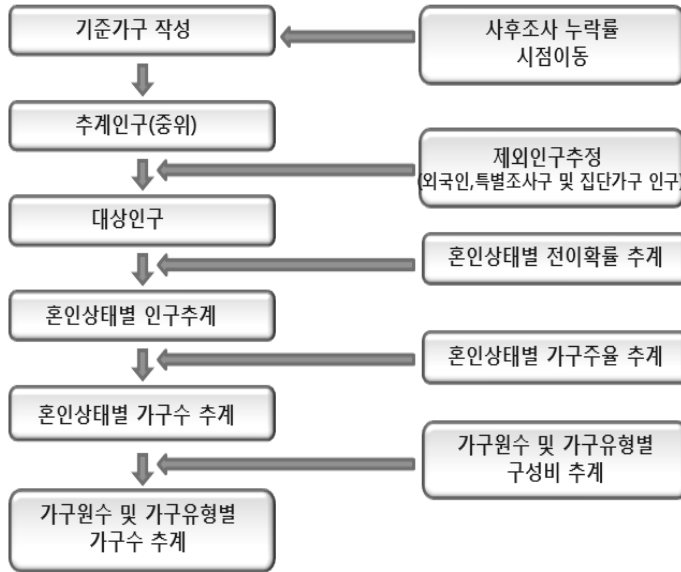 기준가구 작성
사후조사 누락률
시점이동
추계인구(중위)
제외인구추정
(외국인,특별조사구 및 집단가구 인구)
대상인구
혼인상태별 전이확률 추계
혼인상태별 인구추계
혼인상태별 가구주율 추계
혼인상태별 가구수 추계
가구원수 및 가구유형별
구성비 추계
가구원수 및 가구유형별
가구수 추계